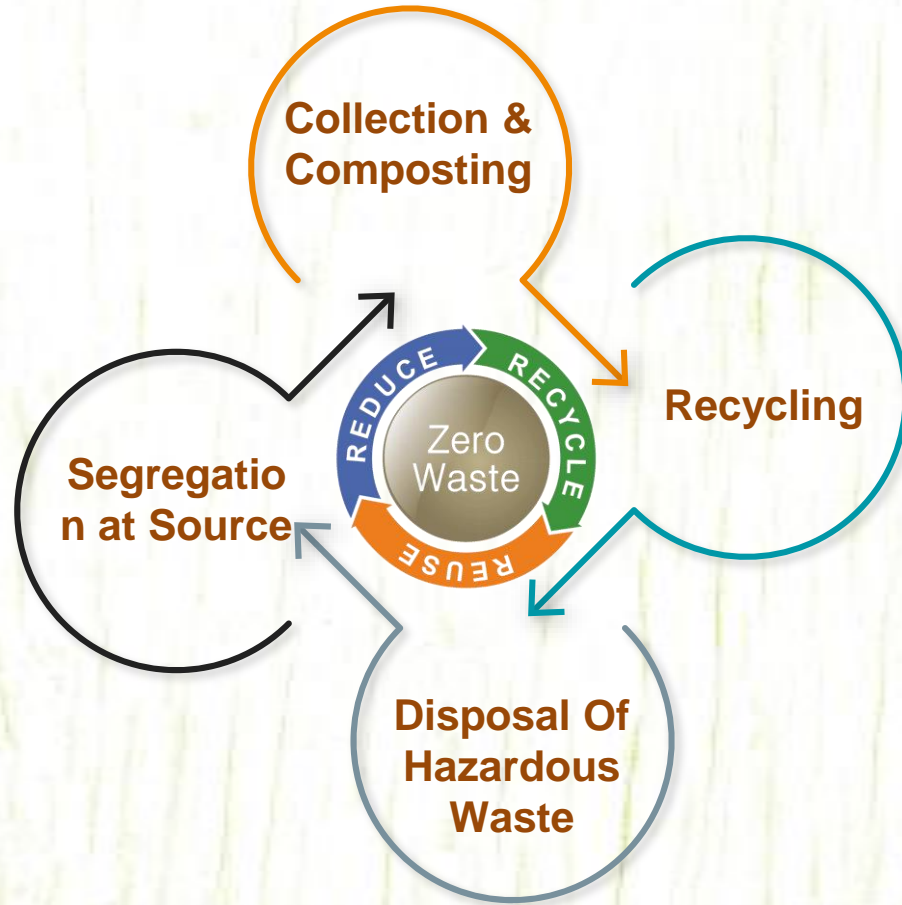 Collection &
Composting
Recycling
REDUCE
RECYCLE
REUSE
Zero
Waste
Segregatio
n at Source
Disposal Of
Hazardous
Waste